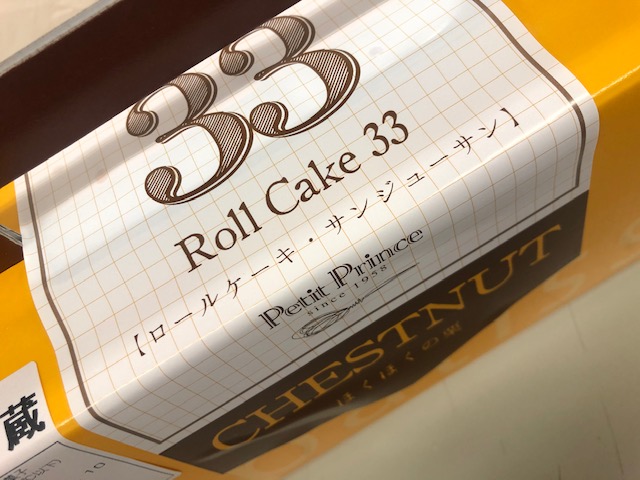 33
Roll Cake 33
【ロールケーキ・サンジューサン】
Petit Prince
since 1958
CHESTNUT
ほくほくの栗
蔵
10